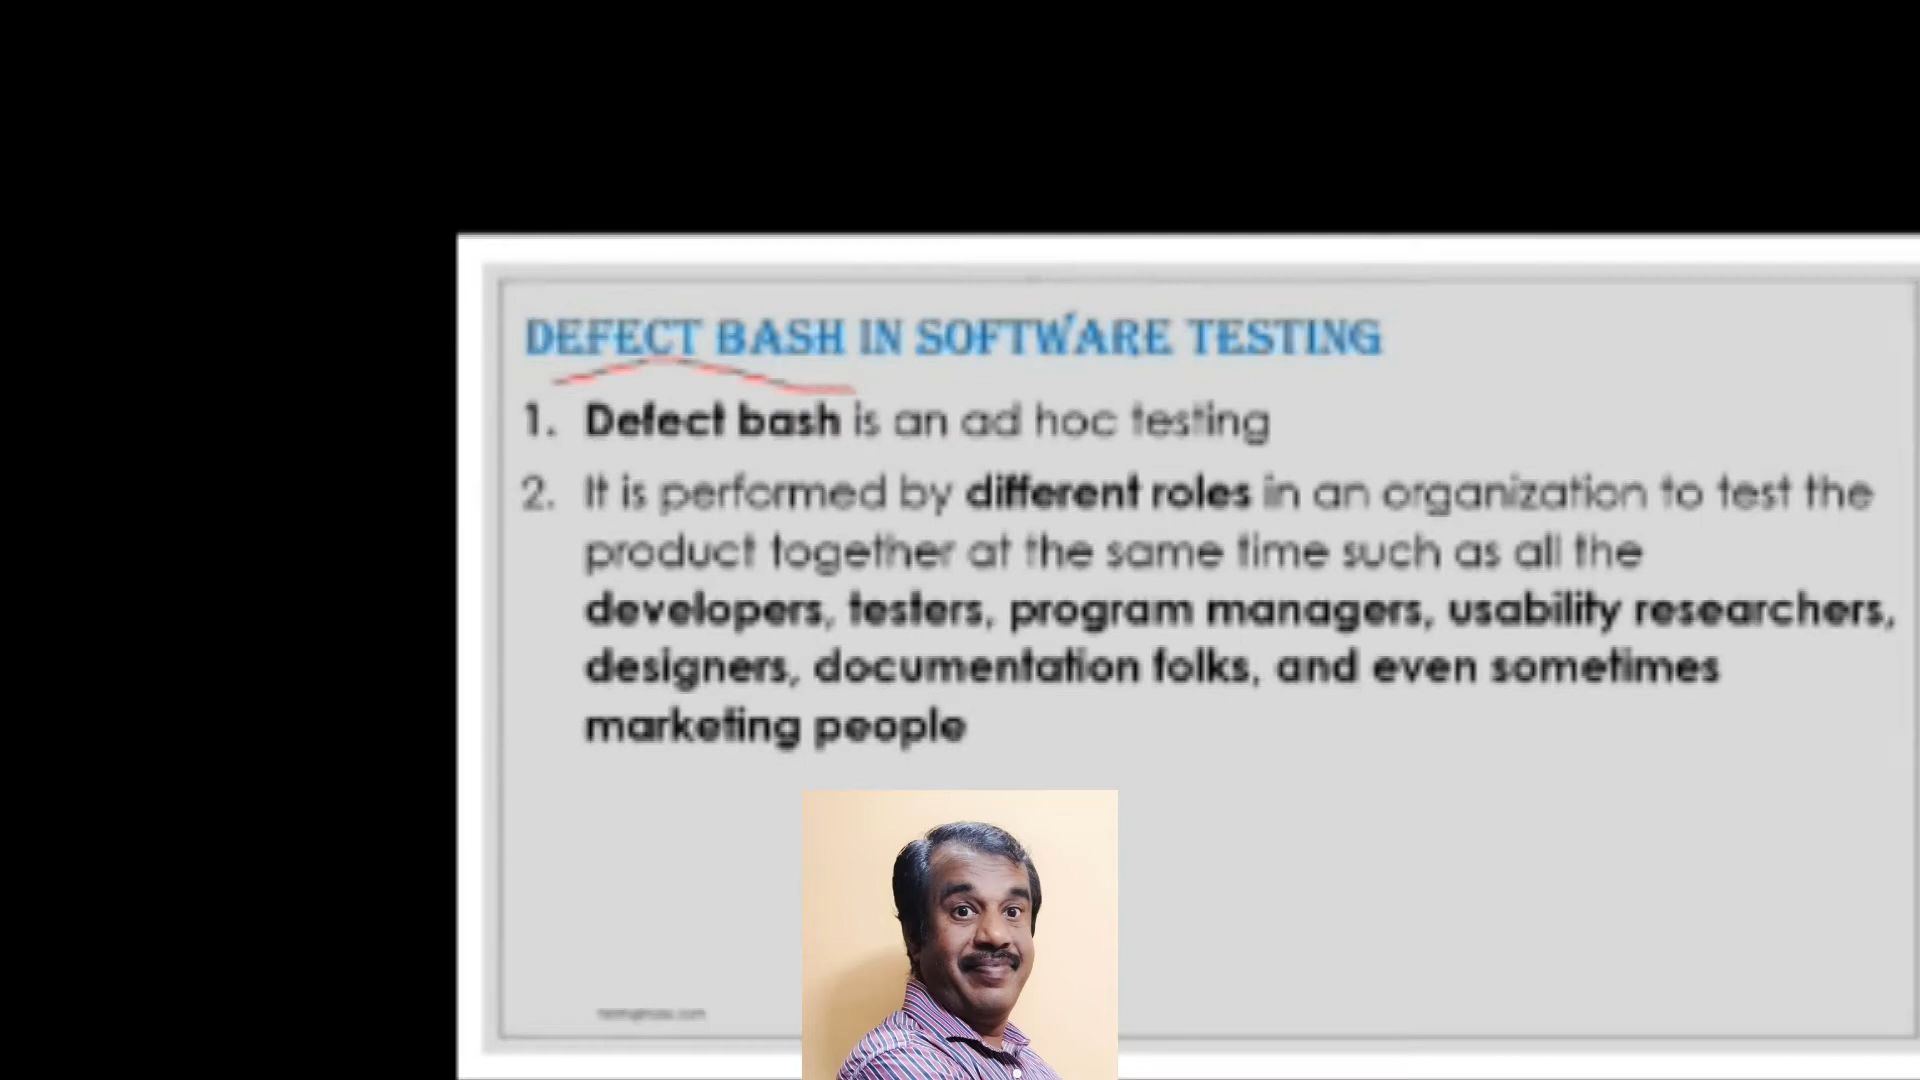 DEFECT BASH IN SOFTWARE TESTING
1. Defect bash is an ad hoc testing
2. It is performed by different roles in an organization to test the
product together at the same time such as all the
developers, testers, program managers, usability researchers,
designers, documentation folks, and even sometimes
marketing people